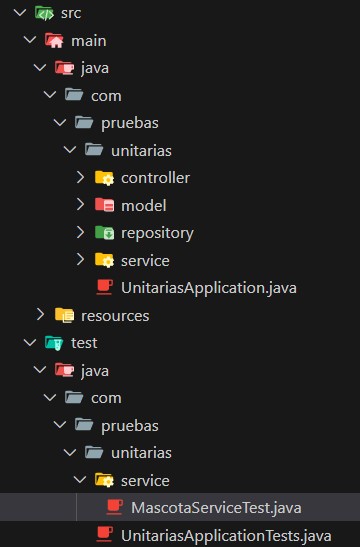 src
main
java
com
pruebas
unitarias
controller
model
repository
service
UnitariasApplication.java
resources
test
java
com
pruebas
unitarias
service
MascotaServiceTest.java
UnitariasApplicationTests.java